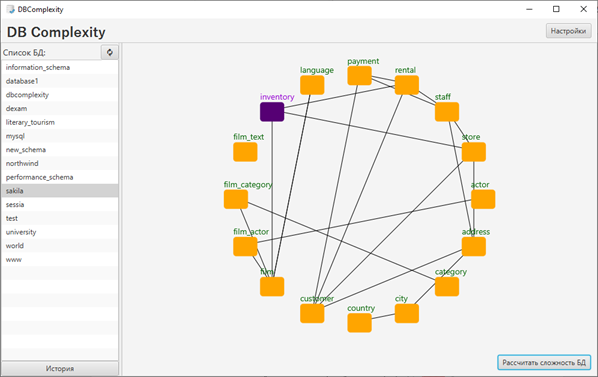 DBComplexity
DB Complexity
Настройки
Список БД:
information_schema
database1
dbcomplexity
dexam
literary_tourism
mysql
new_schema
northwind
performance_schema
sakila
sessia
test
university
world
www
История
payment
language
rental
inventory
staff
film_text
store
film_category
actor
film_actor
address
film
category
customer
city
country
Рассчитать сложность БД